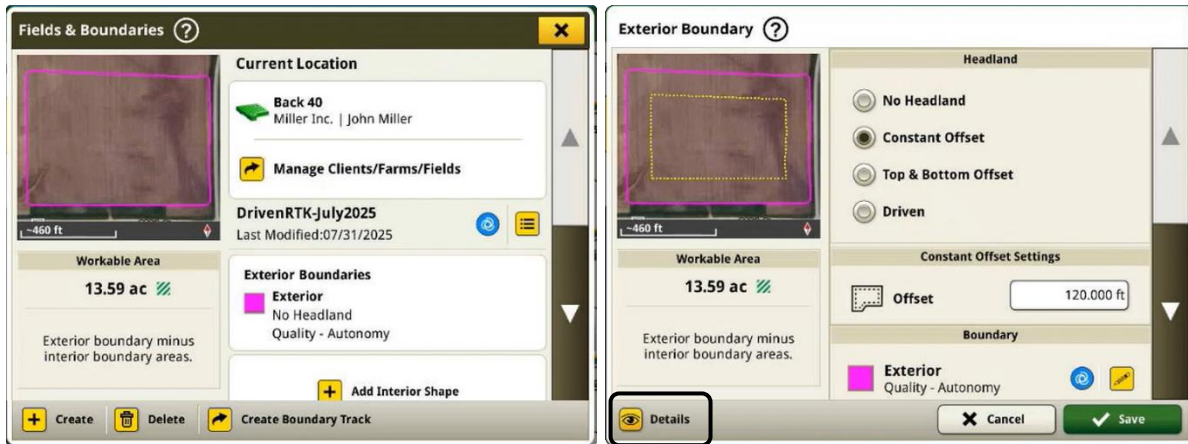 Fields & Boundaries ?
Current Location
Back 40
Miller Inc. | John Miller
Manage Clients/Farms/Fields
DrivenRTK-July2025
Last Modified:07/31/2025
~460 ft
Workable Area
13.59 ac
Exterior boundary minus
interior boundary areas.
Exterior Boundaries
Exterior
No Headland
Quality - Autonomy
Add Interior Shape
Create
Delete
Create Boundary Track
Exterior Boundary ?
Headland
No Headland
Constant Offset
Top & Bottom Offset
Driven
~460 ft
Workable Area
13.59 ac
Exterior boundary minus
interior boundary areas.
Constant Offset Settings
Offset
120.000 ft
Boundary
Exterior
Quality - Autonomy
Details
Cancel
Save